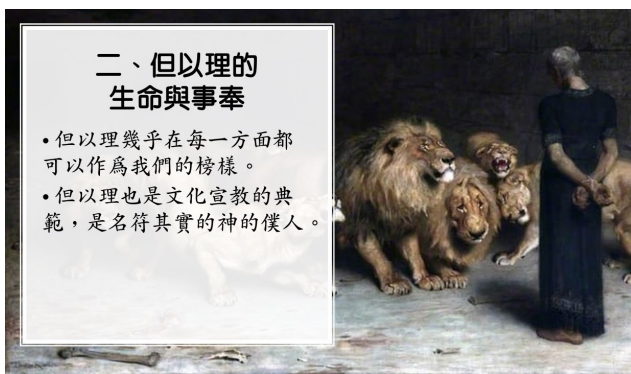 二、但以理的
生命與事奉
• 但以理幾乎在每一方面都
可以作為我們的榜樣。
• 但以理也是文化宣教的典
範，是名符其實的神的僕人。